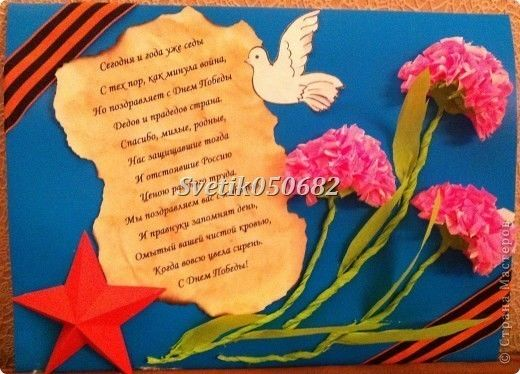 Сегодня и года уже седы
С тех пор, как минула война,
Но поздравляет с Днем Победы
Дедов и прадедов страна.
Спасибо, милые, родные,
Нас защищавшие тогда
И отстоявшие Россию
Ценою ратного труда.
Мы поздравляем вас с
И правнуки запомнят день,
Омытый вашей чистой кровью,
Когда вовсю цвела сирень.
С Днем Победы!
Svetik050682
© Страна Мастеров